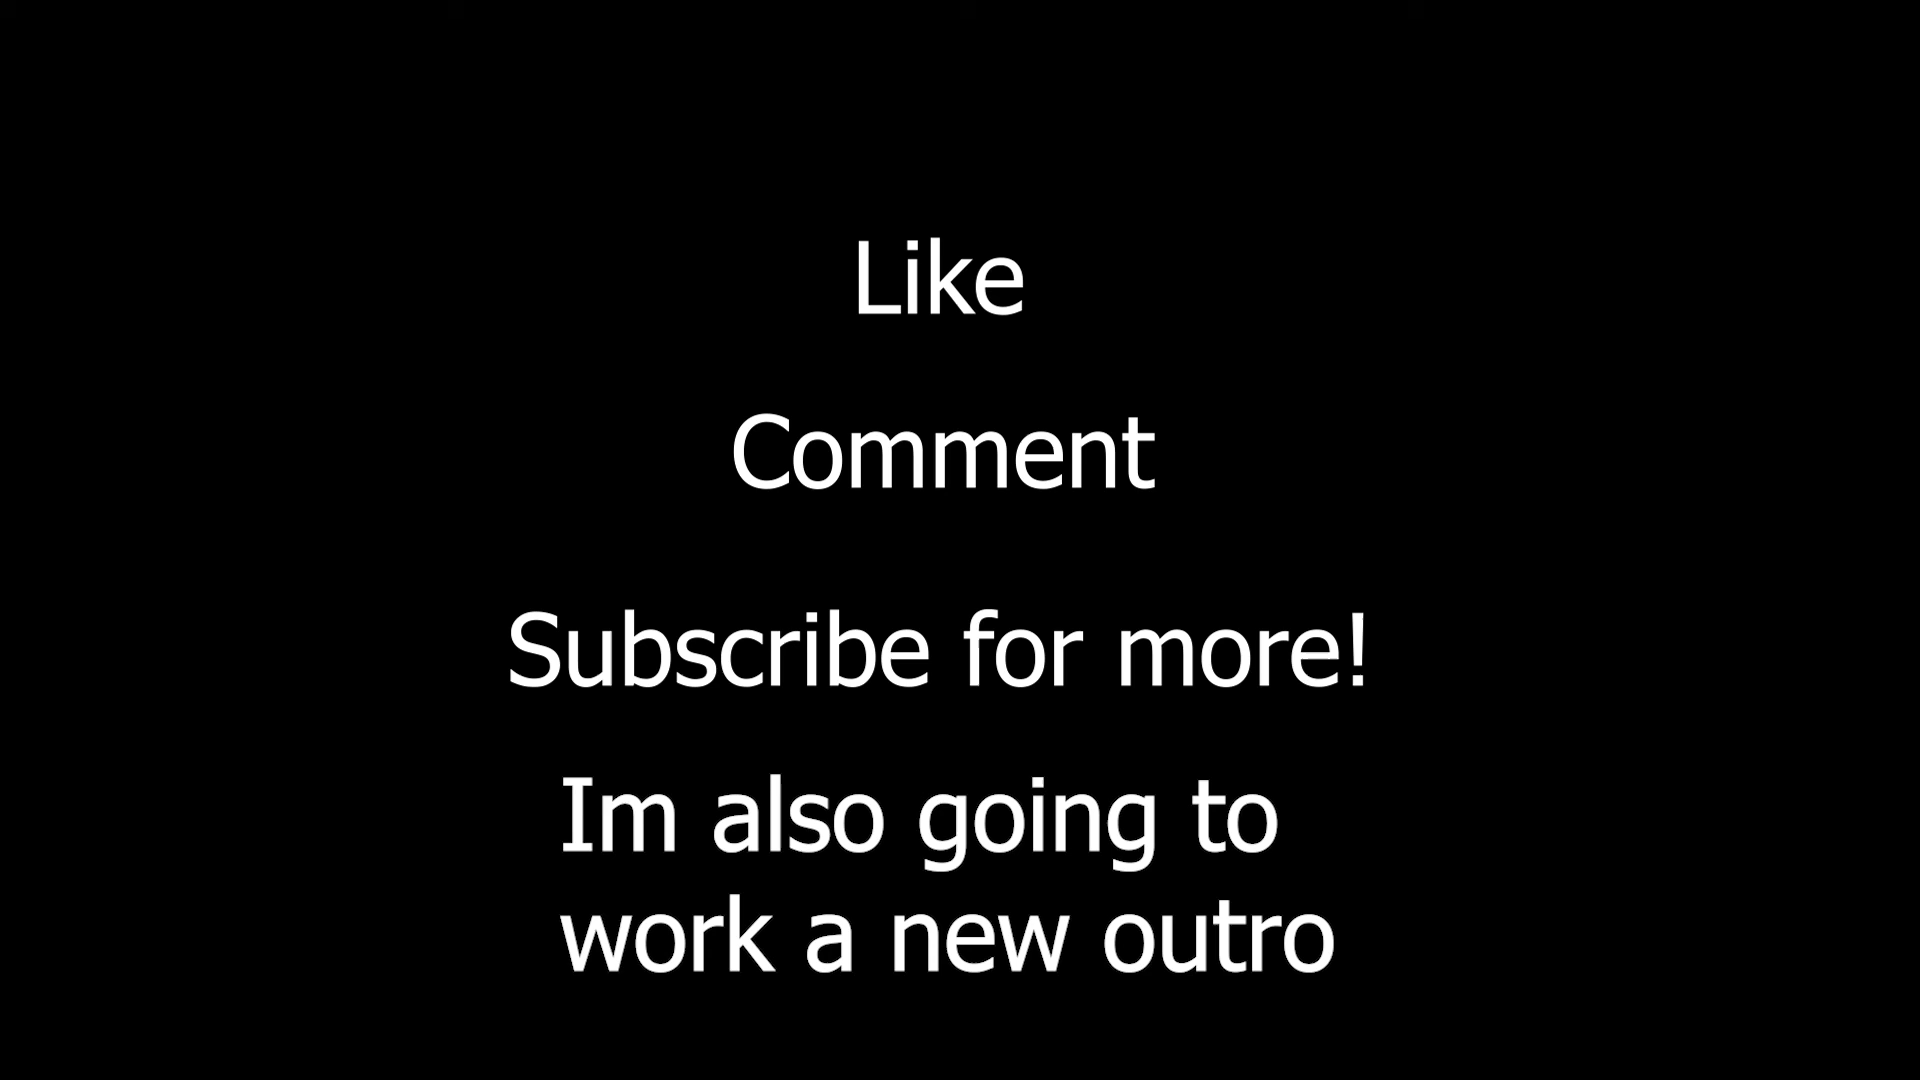 Like
Comment
Subscribe for more!
Im also going to
work a new outro